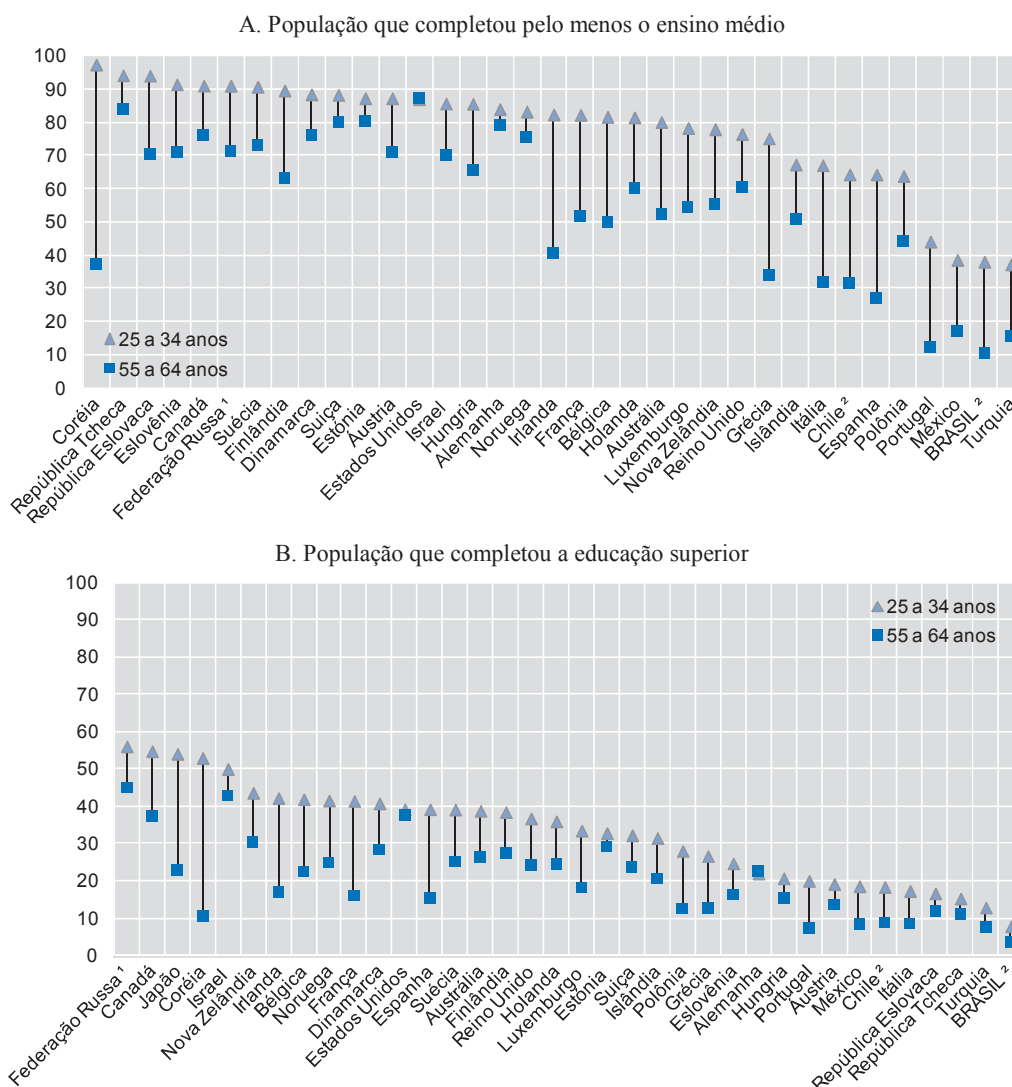 A. População que completou pelo menos o ensino médio
100
90
80
70
60
50
40
30
20
10
0
25 a 34 anos
55 a 64 anos
Coréia
República Tcheca
República Eslovaca
Eslovênia
Canadá
Federação Russa ¹
Suécia
Finlândia
Dinamarca
Suiça
Estónia
Austria
Estados Unidos
Israel
Hungria
Alemanha
Noruega
Irlanda
França
Bélgica
Holanda
Austrália
Luxemburgo
Nova Zelândia
Reino Unido
Grécia
Islândia
Itália
Chile ²
Espanha
Polônia
Portugal
México
BRASIL ²
Turquia
B. População que completou a educação superior
100
90
80
70
60
50
40
30
20
10
0
25 a 34 anos
55 a 64 anos
Federação Russa ¹
Canadá
Japão
Coréia
Israel
Nova Zelândia
Irlanda
Bélgica
Noruega
França
Dinamarca
Estados Unidos
Espanha
Suécia
Austrália
Finlândia
Reino Unido
Holanda
Luxemburgo
Estônia
Suiça
Islândia
Polônia
Grécia
Eslovênia
Alemanha
Hungria
Portugal
Austria
México
Chile ²
Itália
República Eslovaca
República Tcheca
Turquia
BRASIL ²